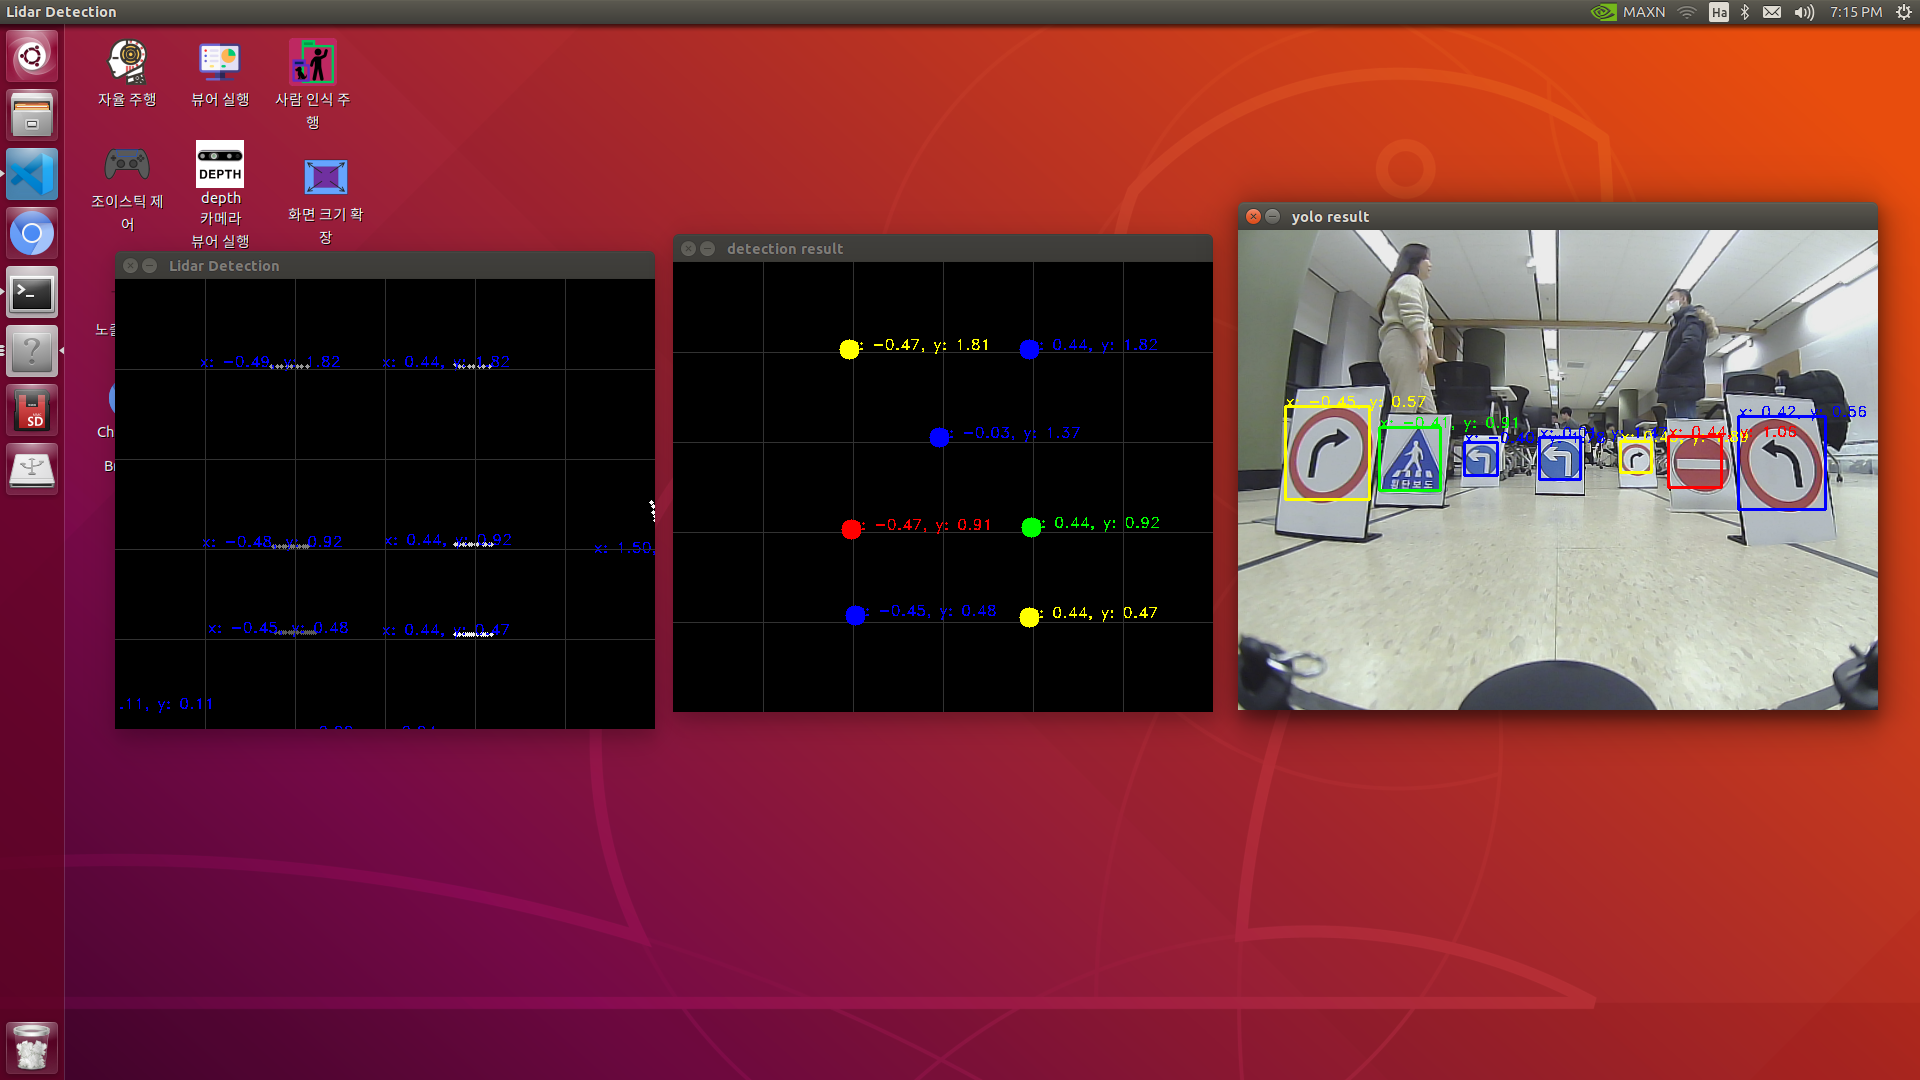 Lidar Detection
MAXN
Ha
7:15 PM
자율 주행
뷰어 실행
사람 인식 주
행
DEPTH
조이스틱 제
어
depth
카메라
뷰어 실행
화면 크기 확
장
SD
Ch
Lidar Detection
x: -0.49, y: 1.82
x: 0.44, y: 1.82
x: -0.48, y: 0.92
x: 0.44, y: 0.92
x: 1.50,
x: -0.45, y: 0.48
x: 0.44, y: 0.47
.11, y: 0.11
detection result
: -0.47, y: 1.81
: 0.44, y: 1.82
: -0.03, y: 1.37
: -0.47, y: 0.91
: 0.44, y: 0.92
: -0.45, y: 0.48
: 0.44, y: 0.47
yolo result
x: -0.45, y: 0.57
x: -0.41, y: 0.91
x: 0.44, y: 1.05
x: 0.42, y: 0.56
횡단보도